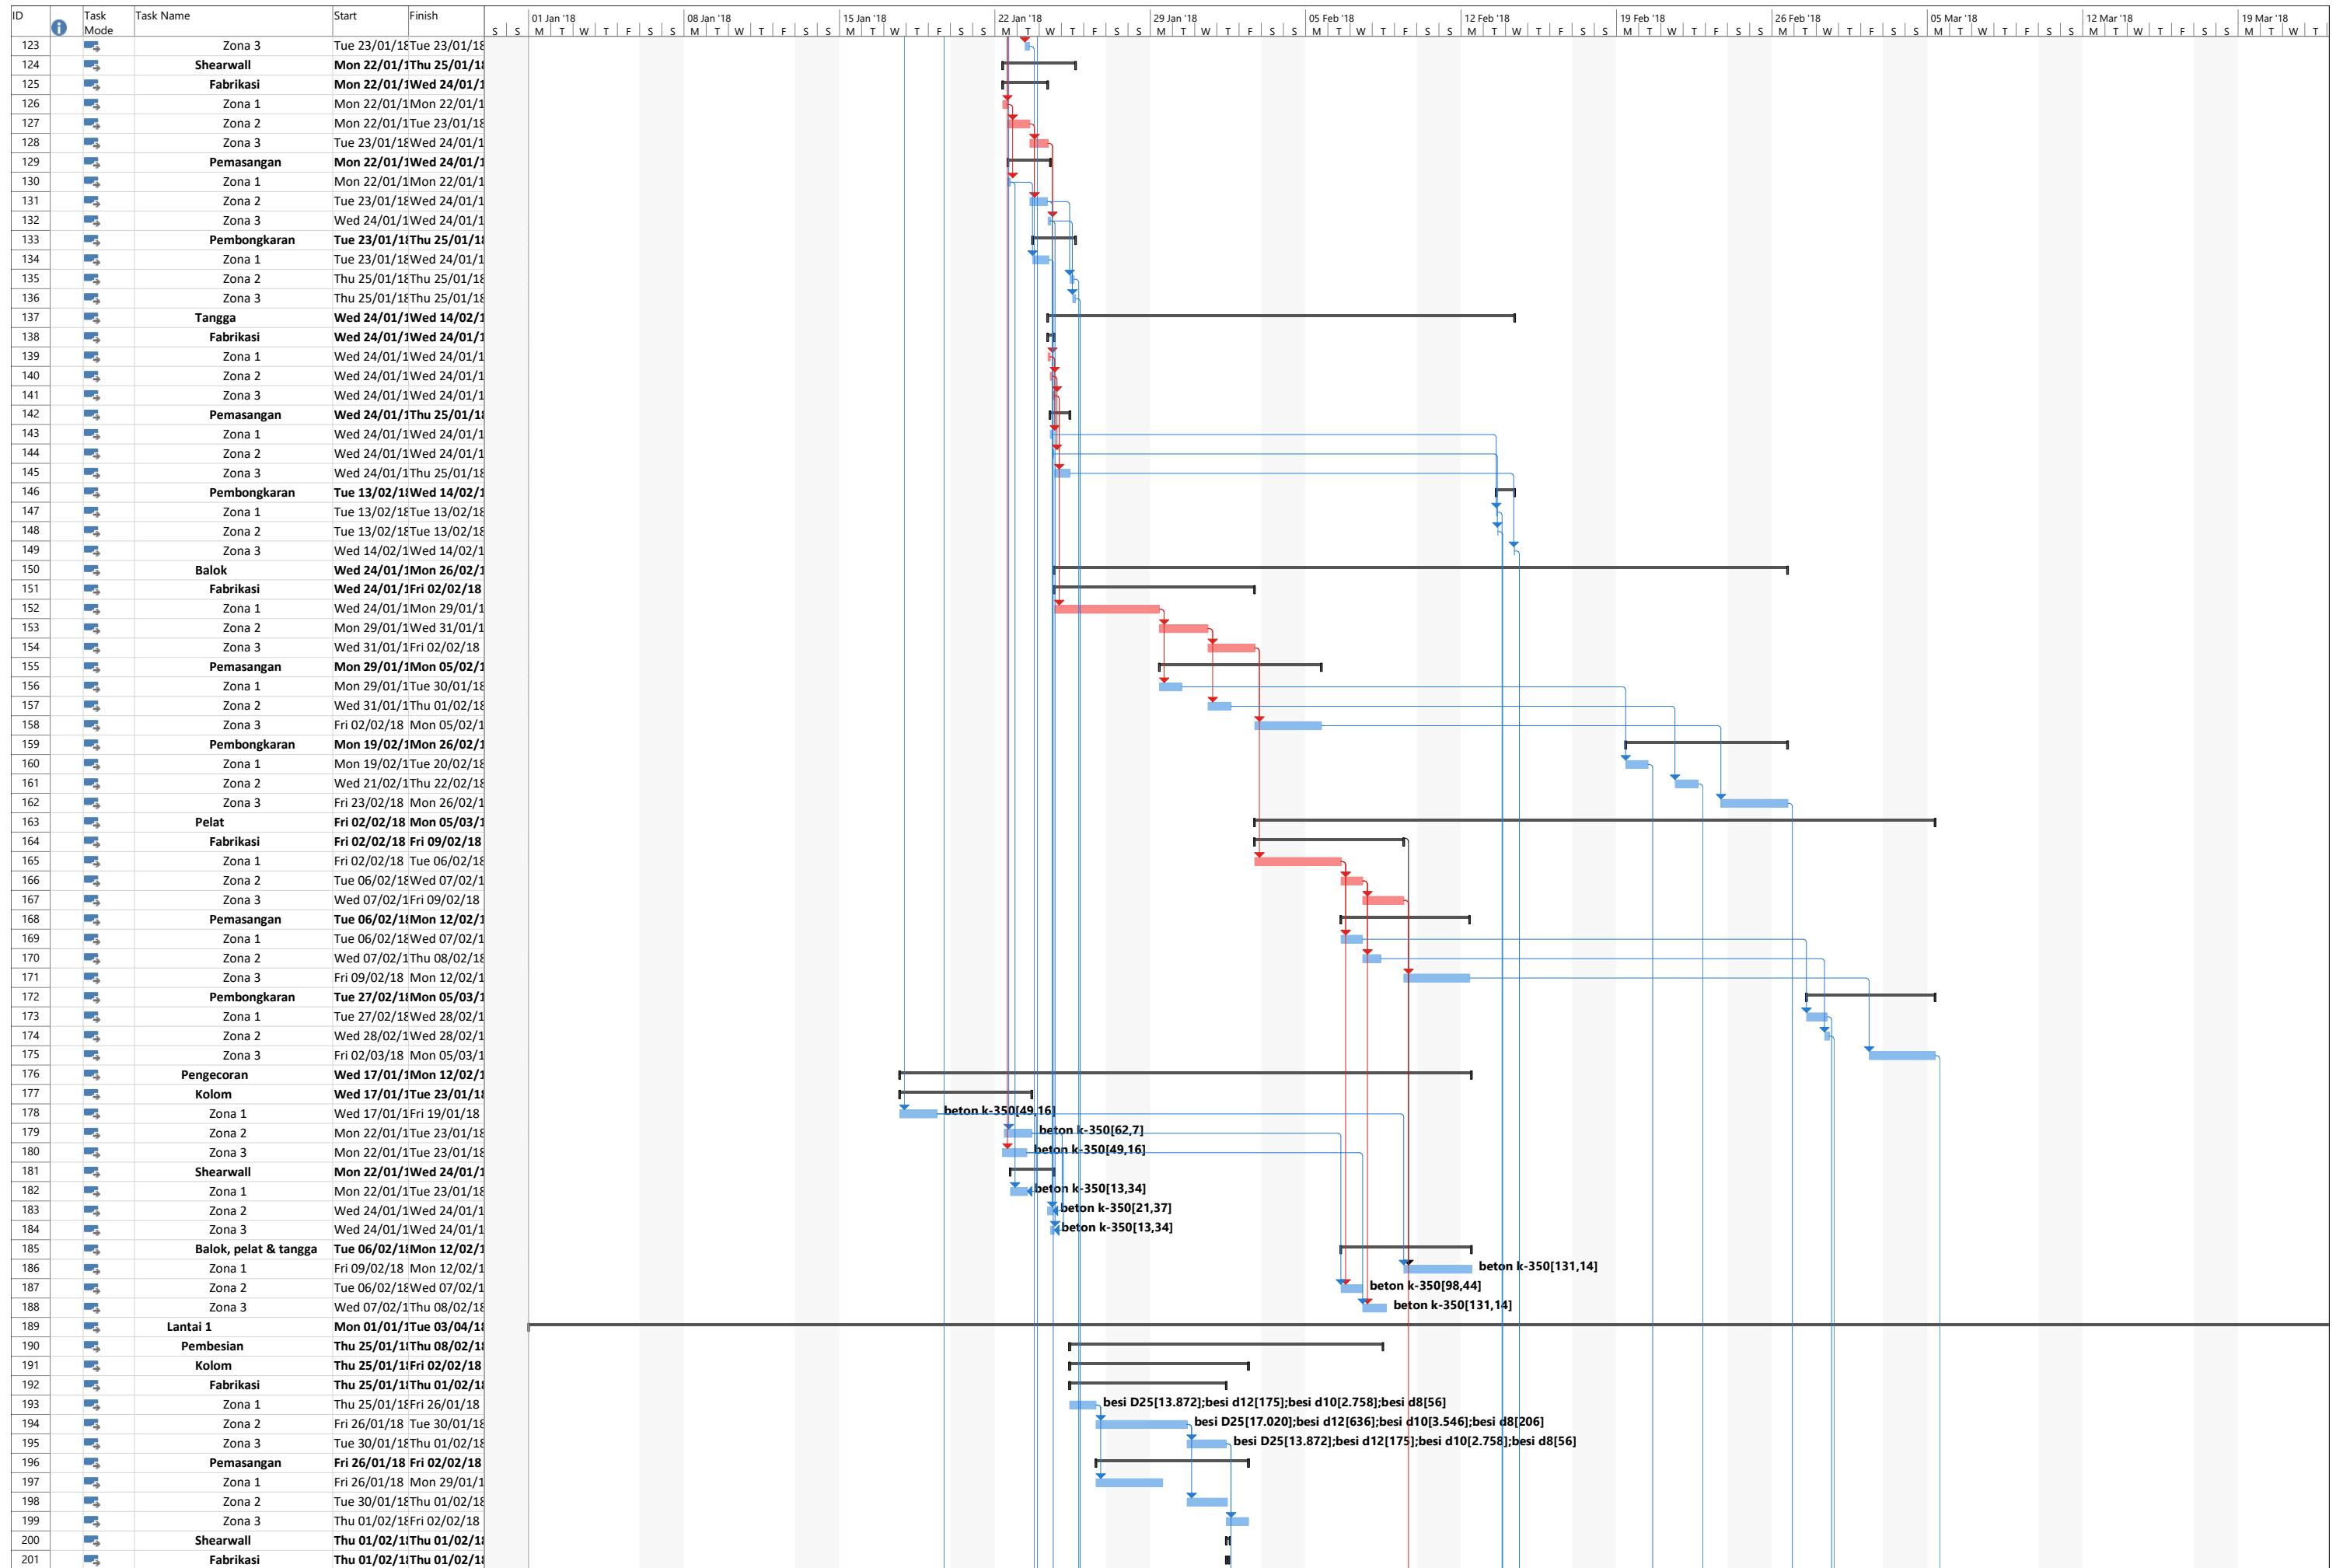 ID Task Mode Task Name Start Finish 01 Jan '18 08 Jan '18 15 Jan '18 22 Jan '18 29 Jan '18 05 Feb '18 12 Feb '18 19 Feb '18 26 Feb '18 05 Mar '18 12 Mar '18 19 Mar '18
S S M T W T F S S M T W T F S S M T W T F S S M T W T F S S M T W T F S S M T W T F S S M T W T F S S M T W T F S S M T W T F S S M T W T F S S M T W T F S S M T W T
123 Zona 3 Tue 23/01/18 Tue 23/01/18
124 Shearwall Mon 22/01/1 Thu 25/01/18
125 Fabrikasi Mon 22/01/1 Wed 24/01/1
126 Zona 1 Mon 22/01/1 Mon 22/01/1
127 Zona 2 Mon 22/01/1 Tue 23/01/18
128 Zona 3 Tue 23/01/18 Wed 24/01/1
129 Pemasangan Mon 22/01/1 Wed 24/01/1
130 Zona 1 Mon 22/01/1 Mon 22/01/1
131 Zona 2 Tue 23/01/18 Wed 24/01/1
132 Zona 3 Wed 24/01/1 Wed 24/01/1
133 Pembongkaran Tue 23/01/18 Thu 25/01/18
134 Zona 1 Tue 23/01/18 Wed 24/01/1
135 Zona 2 Thu 25/01/18 Thu 25/01/18
136 Zona 3 Thu 25/01/18 Thu 25/01/18
137 Tangga Wed 24/01/1 Wed 14/02/1
138 Fabrikasi Wed 24/01/1 Wed 24/01/1
139 Zona 1 Wed 24/01/1 Wed 24/01/1
140 Zona 2 Wed 24/01/1 Wed 24/01/1
141 Zona 3 Wed 24/01/1 Wed 24/01/1
142 Pemasangan Wed 24/01/1 Thu 25/01/18
143 Zona 1 Wed 24/01/1 Wed 24/01/1
144 Zona 2 Wed 24/01/1 Wed 24/01/1
145 Zona 3 Wed 24/01/1 Thu 25/01/18
146 Pembongkaran Tue 13/02/18 Wed 14/02/1
147 Zona 1 Tue 13/02/18 Tue 13/02/18
148 Zona 2 Tue 13/02/18 Tue 13/02/18
149 Zona 3 Wed 14/02/1 Wed 14/02/1
150 Balok Wed 24/01/1 Mon 26/02/1
151 Fabrikasi Wed 24/01/1 Fri 02/02/18
152 Zona 1 Wed 24/01/1 Mon 29/01/1
153 Zona 2 Mon 29/01/1 Wed 31/01/1
154 Zona 3 Wed 31/01/1 Fri 02/02/18
155 Pemasangan Mon 29/01/1 Mon 05/02/1
156 Zona 1 Mon 29/01/1 Tue 30/01/18
157 Zona 2 Wed 31/01/1 Thu 01/02/18
158 Zona 3 Fri 02/02/18 Mon 05/02/1
159 Pembongkaran Mon 19/02/1 Mon 26/02/1
160 Zona 1 Mon 19/02/1 Tue 20/02/18
161 Zona 2 Wed 21/02/1 Thu 22/02/18
162 Zona 3 Fri 23/02/18 Mon 26/02/1
163 Pelat Fri 02/02/18 Mon 05/03/1
164 Fabrikasi Fri 02/02/18 Fri 09/02/18
165 Zona 1 Fri 02/02/18 Tue 06/02/18
166 Zona 2 Tue 06/02/18 Wed 07/02/1
167 Zona 3 Wed 07/02/1 Fri 09/02/18
168 Pemasangan Tue 06/02/18 Mon 12/02/1
169 Zona 1 Tue 06/02/18 Wed 07/02/1
170 Zona 2 Wed 07/02/1 Thu 08/02/18
171 Zona 3 Fri 09/02/18 Mon 12/02/1
172 Pembongkaran Tue 27/02/18 Mon 05/03/1
173 Zona 1 Tue 27/02/18 Wed 28/02/1
174 Zona 2 Wed 28/02/1 Wed 28/02/1
175 Zona 3 Fri 02/03/18 Mon 05/03/1
176 Pengecoran Wed 17/01/1 Mon 12/02/1
177 Kolom Wed 17/01/1 Tue 23/01/18
178 Zona 1 Wed 17/01/1 Fri 19/01/18 beton k-350[49,16]
179 Zona 2 Mon 22/01/1 Tue 23/01/18 beton k-350[62,7]
180 Zona 3 Mon 22/01/1 Tue 23/01/18 beton k-350[49,16]
181 Shearwall Mon 22/01/1 Wed 24/01/1
182 Zona 1 Mon 22/01/1 Tue 23/01/18 beton k-350[13,34]
183 Zona 2 Wed 24/01/1 Wed 24/01/1 beton k-350[21,37]
184 Zona 3 Wed 24/01/1 Wed 24/01/1 beton k-350[13,34]
185 Balok, pelat & tangga Tue 06/02/18 Mon 12/02/1
186 Zona 1 Fri 09/02/18 Mon 12/02/1 beton k-350[131,14]
187 Zona 2 Tue 06/02/18 Wed 07/02/1 beton k-350[98,44]
188 Zona 3 Wed 07/02/1 Thu 08/02/18 beton k-350[131,14]
189 Lantai 1 Mon 01/01/1 Tue 03/04/18
190 Pembesian Thu 25/01/18 Thu 08/02/18
191 Kolom Thu 25/01/18 Fri 02/02/18
192 Fabrikasi Thu 25/01/18 Thu 01/02/18
193 Zona 1 Thu 25/01/18 Fri 26/01/18 besi D25[13.872];besi d12[175];besi d10[2.758];besi d8[56]
194 Zona 2 Fri 26/01/18 Tue 30/01/18 besi D25[17.020];besi d12[636];besi d10[3.546];besi d8[206]
195 Zona 3 Tue 30/01/18 Thu 01/02/18 besi D25[13.872];besi d12[175];besi d10[2.758];besi d8[56]
196 Pemasangan Fri 26/01/18 Fri 02/02/18
197 Zona 1 Fri 26/01/18 Mon 29/01/1
198 Zona 2 Tue 30/01/18 Thu 01/02/18
199 Zona 3 Thu 01/02/18 Fri 02/02/18
200 Shearwall Thu 01/02/18 Thu 01/02/18
201 Fabrikasi Thu 01/02/18 Thu 01/02/18